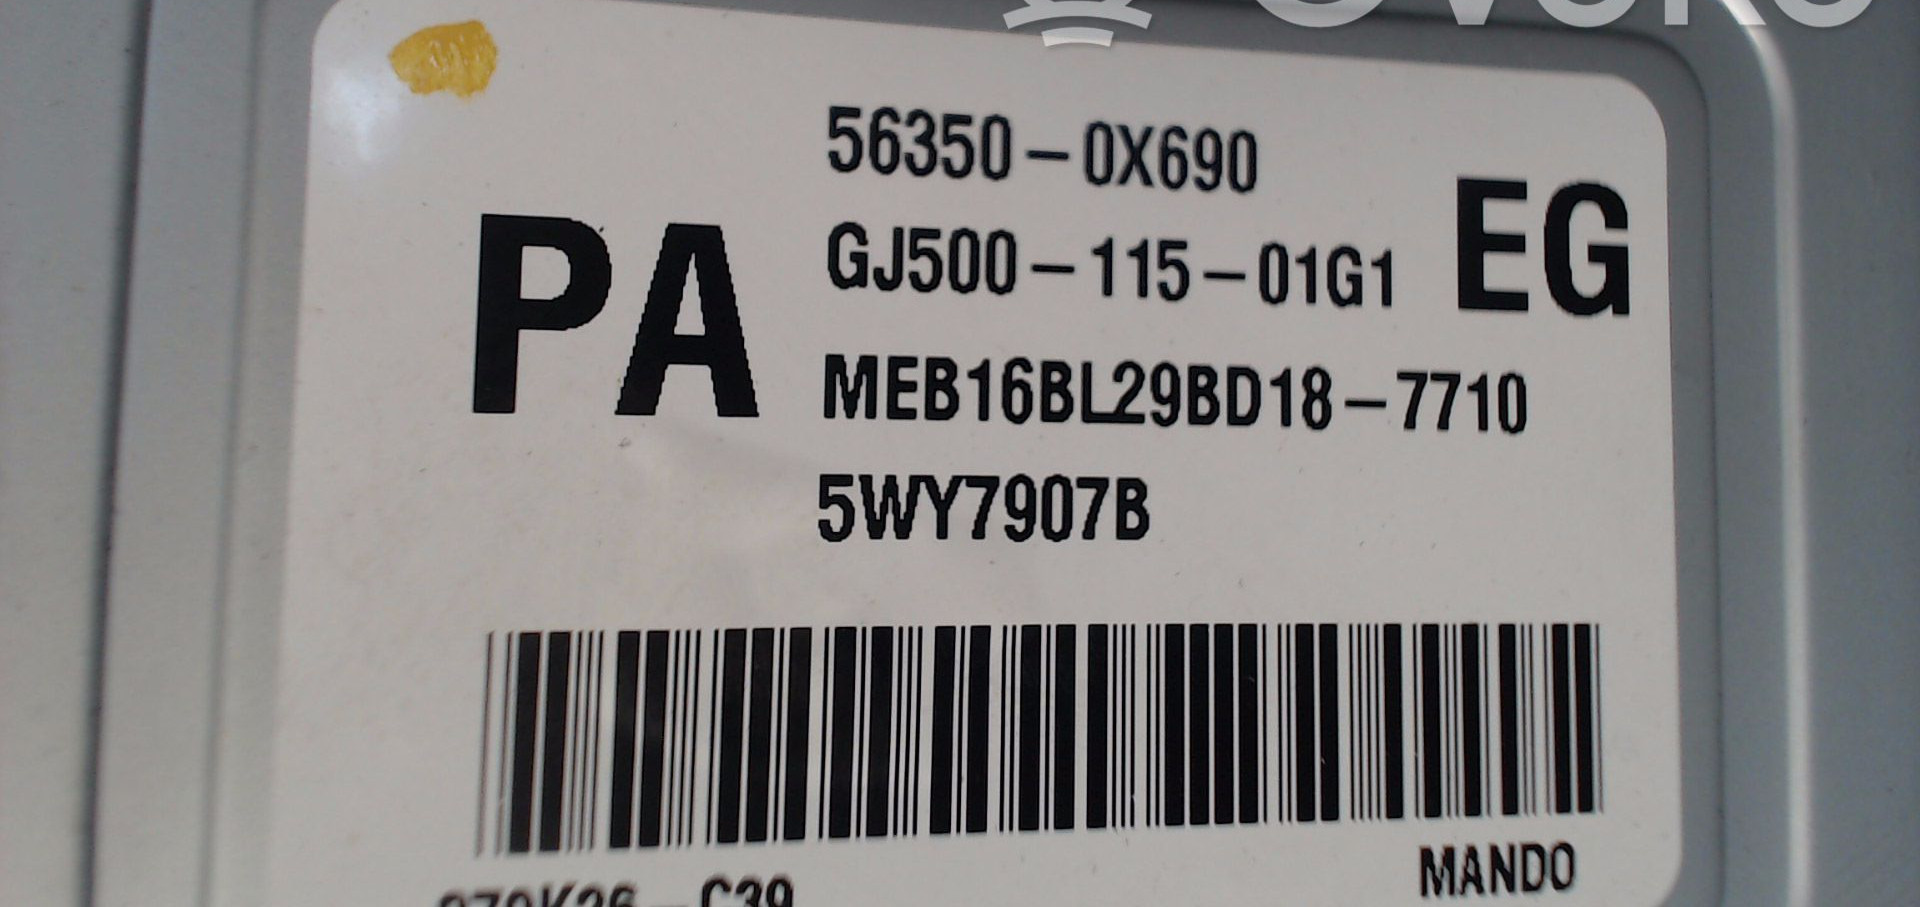 56350-0X690
PA
GJ500-115-01G1
EG
MEB16BL29BD18-7710
5WY7907B
MANDO